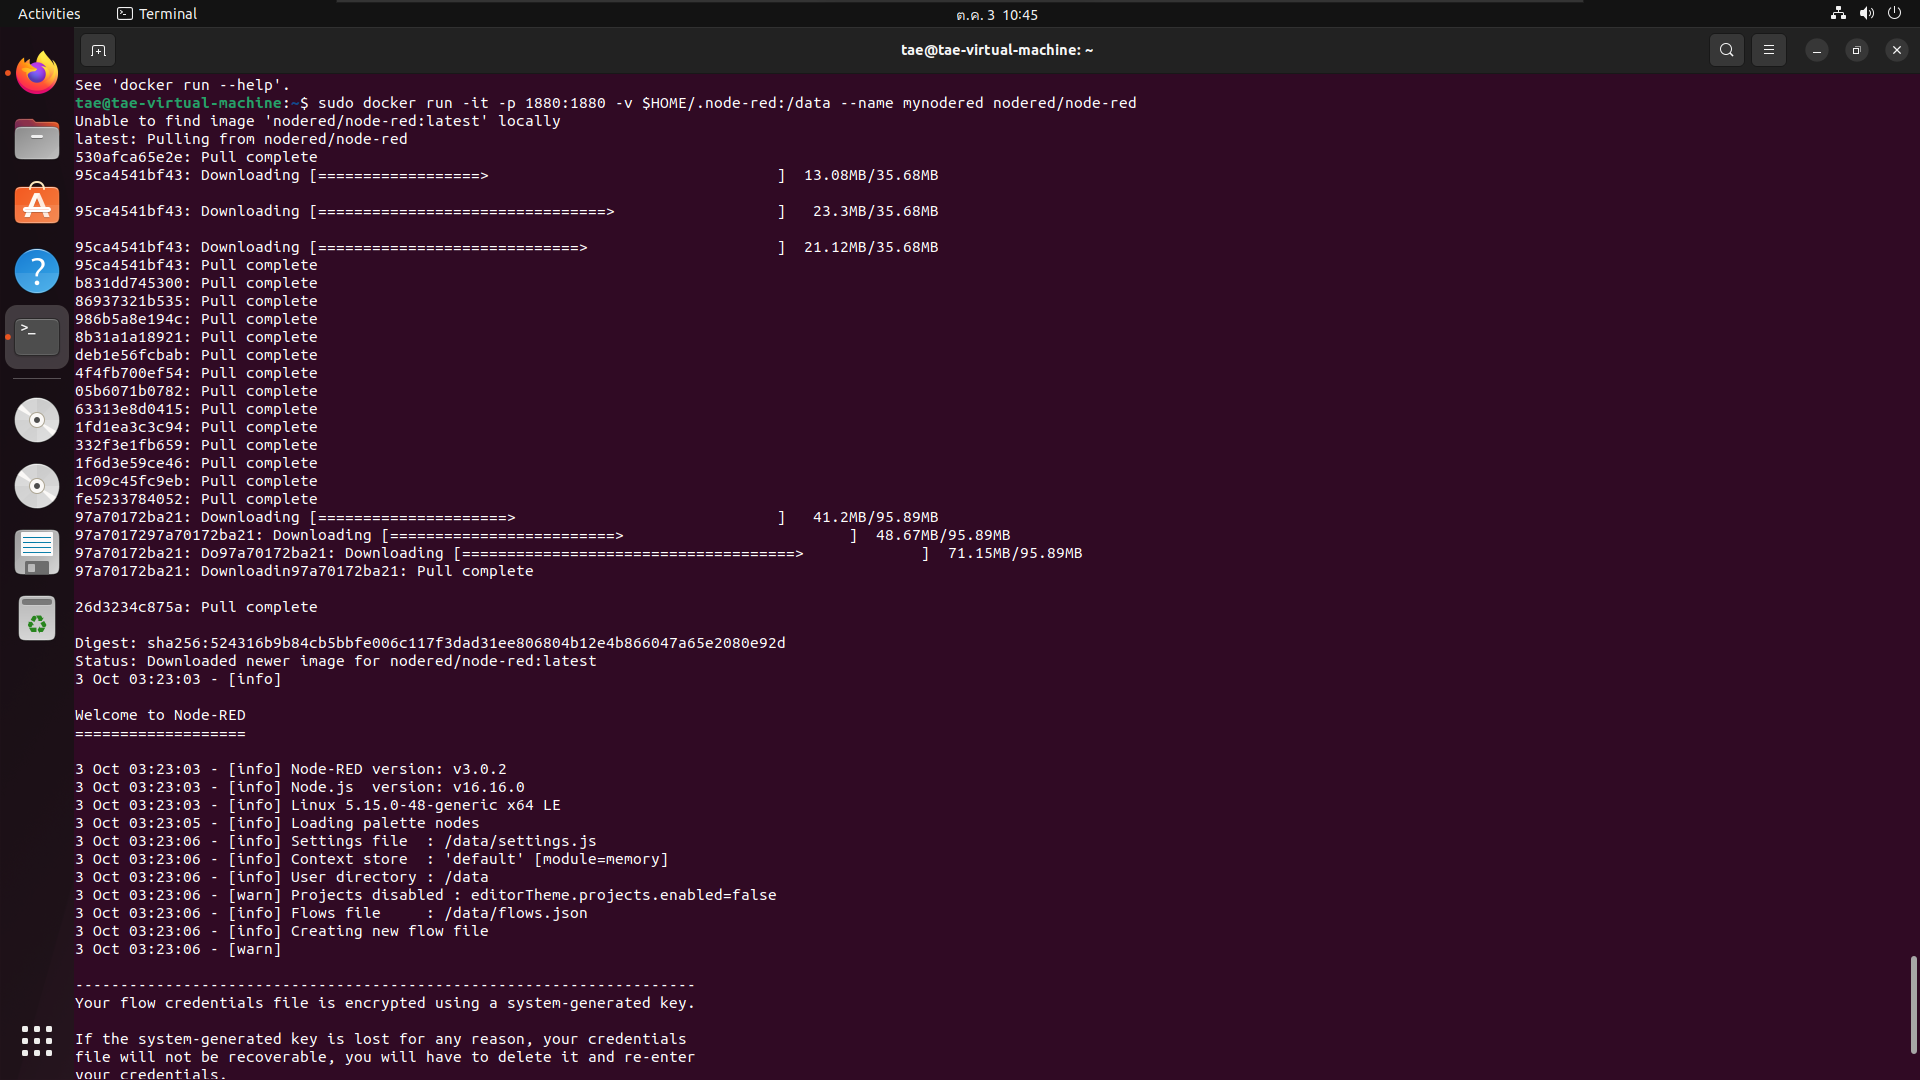 Activities
Terminal
ต.ค. 3 10:45
tae@tae-virtual-machine: ~
See 'docker run --help'.
tae@tae-virtual-machine:~$ sudo docker run -it -p 1880:1880 -v $HOME/.node-red:/data --name mynodered nodered/node-red
Unable to find image 'nodered/node-red:latest' locally
latest: Pulling from nodered/node-red
530afca65e2e: Pull complete
95ca4541bf43: Downloading [==================>                                ]  13.08MB/35.68MB
95ca4541bf43: Downloading [================================>                  ]   23.3MB/35.68MB
95ca4541bf43: Downloading [=============================>                     ]  21.12MB/35.68MB
95ca4541bf43: Pull complete
b831dd745300: Pull complete
86937321b535: Pull complete
986b5a8e194c: Pull complete
8b31a1a18921: Pull complete
deb1e56fcbab: Pull complete
4f4fb700ef54: Pull complete
05b6071b0782: Pull complete
63313e8d0415: Pull complete
1fd1ea3c3c94: Pull complete
332f3e1fb659: Pull complete
1f6d3e59ce46: Pull complete
1c09c45fc9eb: Pull complete
fe5233784052: Pull complete
97a70172ba21: Downloading [=====================>                             ]   41.2MB/95.89MB
97a7017297a70172ba21: Downloading [=========================>                         ]  48.67MB/95.89MB
97a70172ba21: Do97a70172ba21: Downloading [=====================================>             ]  71.15MB/95.89MB
97a70172ba21: Downloadin97a70172ba21: Pull complete
26d3234c875a: Pull complete
Digest: sha256:524316b9b84cb5bbfe006c117f3dad31ee806804b12e4b866047a65e2080e92d
Status: Downloaded newer image for nodered/node-red:latest
3 Oct 03:23:03 - [info]
Welcome to Node-RED
===================
3 Oct 03:23:03 - [info] Node-RED version: v3.0.2
3 Oct 03:23:03 - [info] Node.js  version: v16.16.0
3 Oct 03:23:03 - [info] Linux 5.15.0-48-generic x64 LE
3 Oct 03:23:05 - [info] Loading palette nodes
3 Oct 03:23:06 - [info] Settings file  : /data/settings.js
3 Oct 03:23:06 - [info] Context store  : 'default' [module=memory]
3 Oct 03:23:06 - [info] User directory : /data
3 Oct 03:23:06 - [warn] Projects disabled : editorTheme.projects.enabled=false
3 Oct 03:23:06 - [info] Flows file     : /data/flows.json
3 Oct 03:23:06 - [info] Creating new flow file
3 Oct 03:23:06 - [warn]
---------------------------------------------------------------------
Your flow credentials file is encrypted using a system-generated key.
If the system-generated key is lost for any reason, your credentials
file will not be recoverable, you will have to delete it and re-enter
your credentials.